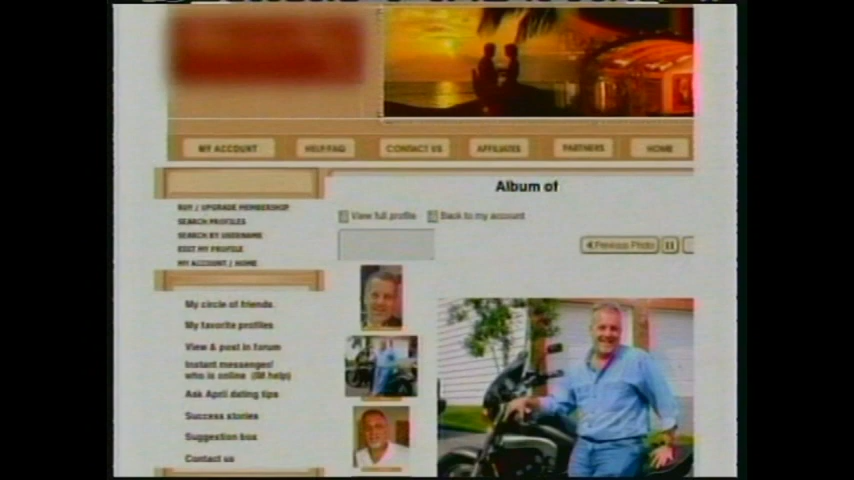 MY ACCOUNT
HELP/FAQ
CONTACT US
AFFILIATES
PARTNERS
HOME
Album of
View full profile
Back to my account
Previous Photo
BUY / UPGRADE MEMBERSHIP
SEARCH PROFILES
SEARCH BY USERNAME
EDIT MY PROFILE
MY ACCOUNT / HOME
My circle of friends
My favorite profiles
View & post in forum
Instant messenger/
who is online (IM help)
Ask April dating tips
Success stories
Suggestion box
Contact us